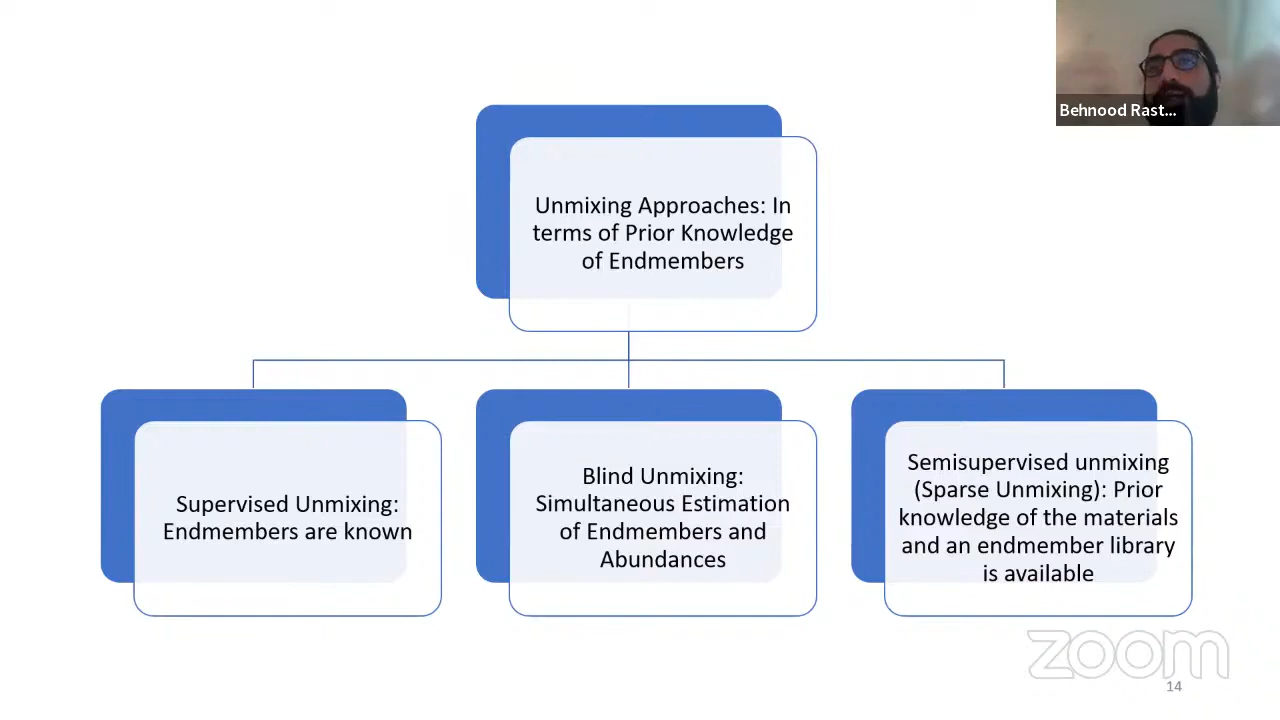 Behnood Rast...
Unmixing Approaches: In
terms of Prior Knowledge
of Endmembers
Supervised Unmixing:
Endmembers are known
Blind Unmixing:
Simultaneous Estimation
of Endmembers and
Abundances
Semisupervised unmixing
(Sparse Unmixing): Prior
knowledge of the materials
and an endmember library
is available
zoom
14